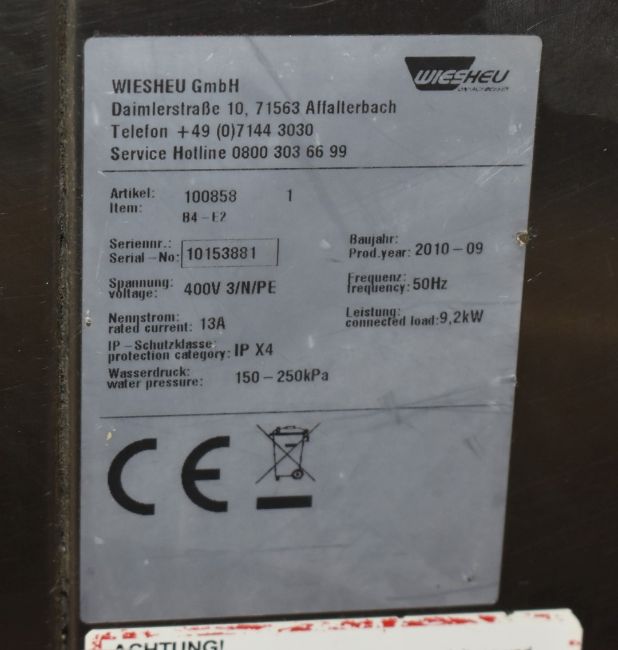 WIESHEU
WIESHEU GmbH
Daimlerstraße 10, 71563 Affalterbach
Telefon +49 (0)7144 3030
Service Hotline 0800 303 66 99
Artikel: 100858 1
Item: B4-E2
Seriennr.: Baujahr:
Serial-No: 10153881 Prod.year: 2010-09
Spannung: Frequenz:
voltage: 400V 3/N/PE frequency: 50Hz
Nennstrom: Leistung:
rated current: 13A connected load: 9,2kW
IP-Schutzklasse:
protection category: IP X4
Wasserdruck:
water pressure: 150-250kPa
CE
ACHTUNG!